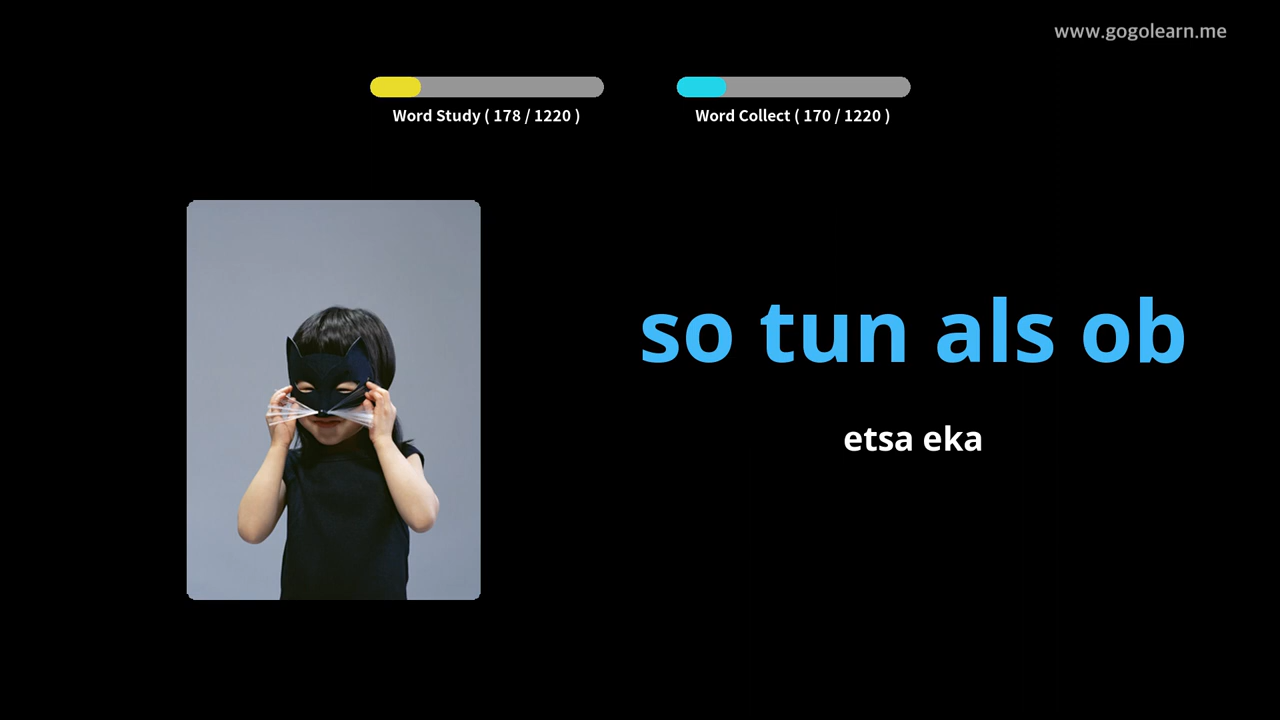 www.gogolearn.me
Word Study ( 178 / 1220 )
Word Collect ( 170 / 1220 )
so tun als ob
etsa eka